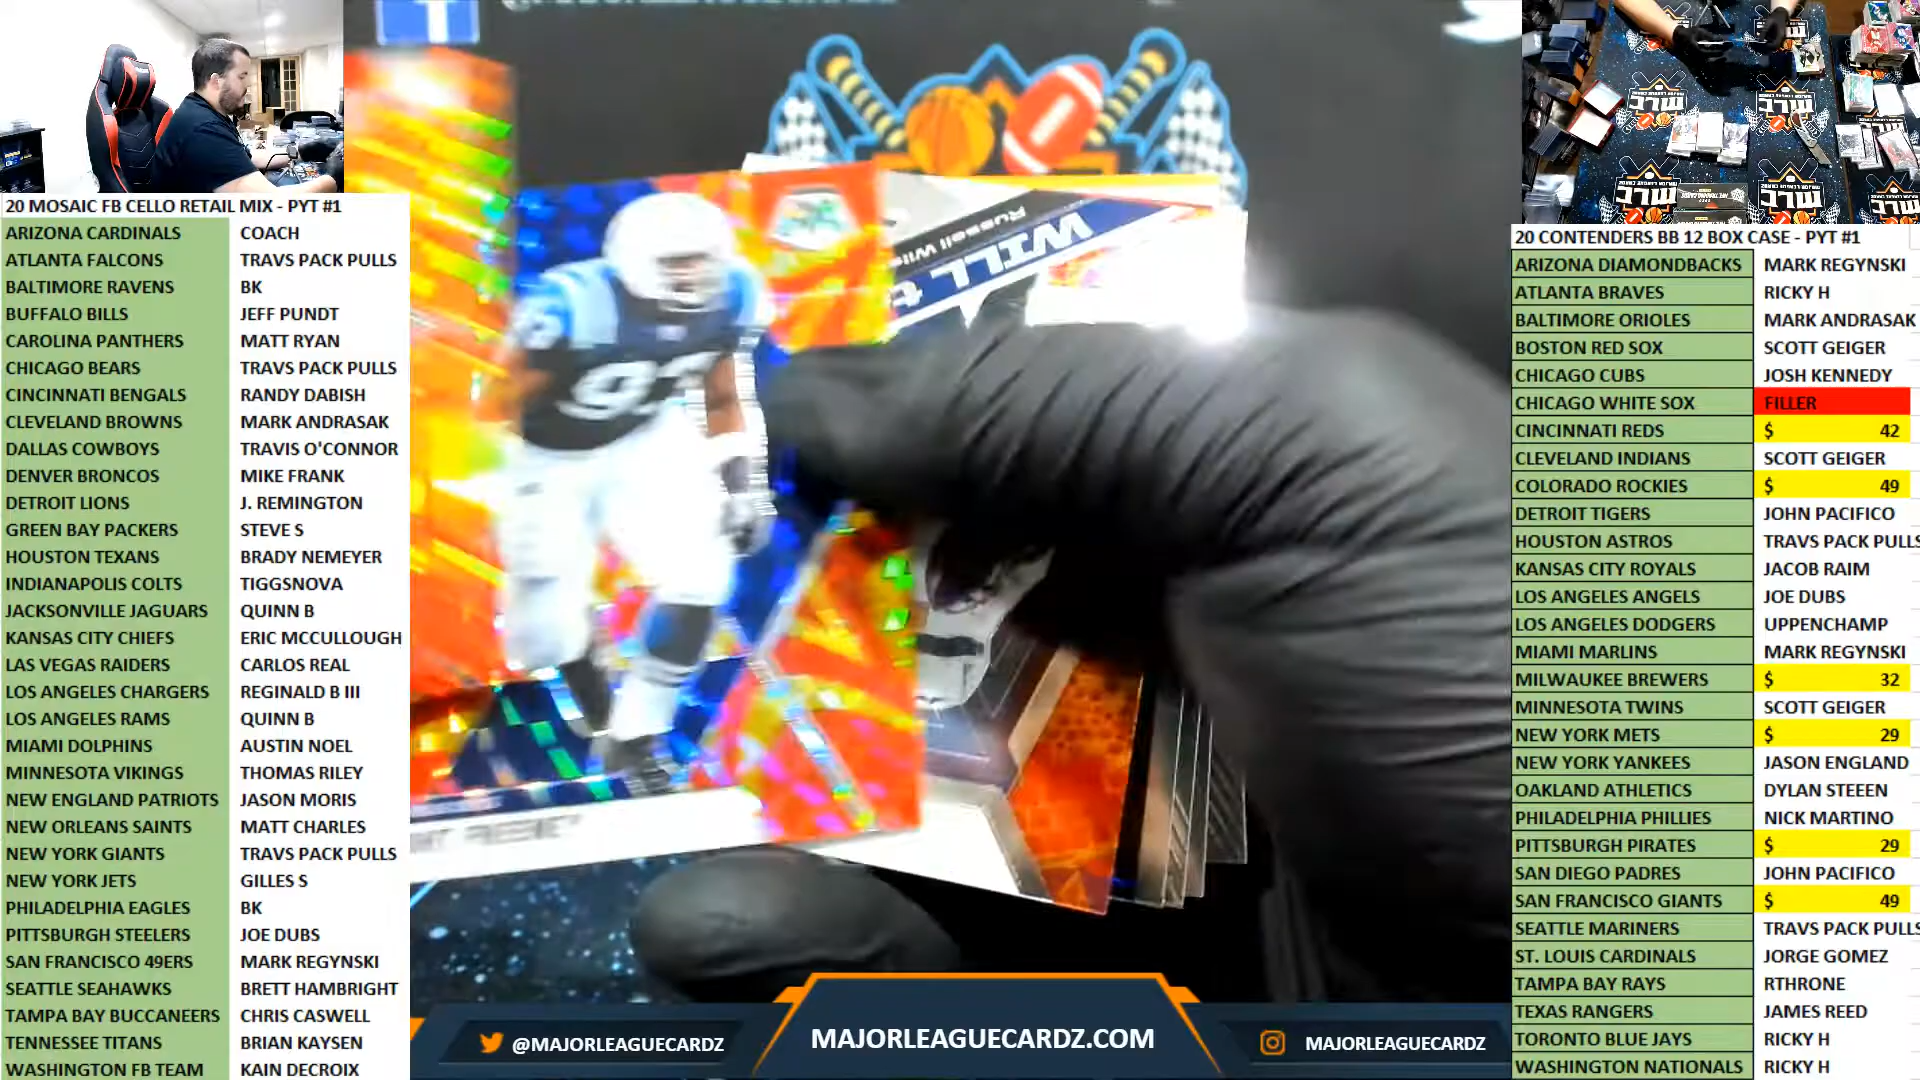 20 MOSAIC FB CELLO RETAIL MIX - PYT #1
ARIZONA CARDINALS COACH
ATLANTA FALCONS TRAVS PACK PULLS
BALTIMORE RAVENS BK
BUFFALO BILLS JEFF PUNDT
CAROLINA PANTHERS MATT RYAN
CHICAGO BEARS TRAVS PACK PULLS
CINCINNATI BENGALS RANDY DABISH
CLEVELAND BROWNS MARK ANDRASAK
DALLAS COWBOYS TRAVIS O'CONNOR
DENVER BRONCOS MIKE FRANK
DETROIT LIONS J. REMINGTON
GREEN BAY PACKERS STEVE S
HOUSTON TEXANS BRADY NEMEYER
INDIANAPOLIS COLTS TIGGSNOVA
JACKSONVILLE JAGUARS QUINN B
KANSAS CITY CHIEFS ERIC MCCULLOUGH
LAS VEGAS RAIDERS CARLOS REAL
LOS ANGELES CHARGERS REGINALD B III
LOS ANGELES RAMS QUINN B
MIAMI DOLPHINS AUSTIN NOEL
MINNESOTA VIKINGS THOMAS RILEY
NEW ENGLAND PATRIOTS JASON MORIS
NEW ORLEANS SAINTS MATT CHARLES
NEW YORK GIANTS TRAVS PACK PULLS
NEW YORK JETS GILLES S
PHILADELPHIA EAGLES BK
PITTSBURGH STEELERS JOE DUBS
SAN FRANCISCO 49ERS MARK REGYNSKI
SEATTLE SEAHAWKS BRETT HAMBRIGHT
TAMPA BAY BUCCANEERS CHRIS CASWELL
TENNESSEE TITANS BRIAN KAYSEN
WASHINGTON FB TEAM KAIN DECROIX
WILL
Russell
93
@MAJORLEAGUECARDZ
MAJORLEAGUECARDZ.COM
MAJORLEAGUECARDZ
20 CONTENDERS BB 12 BOX CASE - PYT #1
ARIZONA DIAMONDBACKS MARK REGYNSKI
ATLANTA BRAVES RICKY H
BALTIMORE ORIOLES MARK ANDRASAK
BOSTON RED SOX SCOTT GEIGER
CHICAGO CUBS JOSH KENNEDY
CHICAGO WHITE SOX FILLER
CINCINNATI REDS $ 42
CLEVELAND INDIANS SCOTT GEIGER
COLORADO ROCKIES $ 49
DETROIT TIGERS JOHN PACIFICO
HOUSTON ASTROS TRAVS PACK PULLS
KANSAS CITY ROYALS JACOB RAIM
LOS ANGELES ANGELS JOE DUBS
LOS ANGELES DODGERS UPPENCHAMP
MIAMI MARLINS MARK REGYNSKI
MILWAUKEE BREWERS $ 32
MINNESOTA TWINS SCOTT GEIGER
NEW YORK METS $ 29
NEW YORK YANKEES JASON ENGLAND
OAKLAND ATHLETICS DYLAN STEEEN
PHILADELPHIA PHILLIES NICK MARTINO
PITTSBURGH PIRATES $ 29
SAN DIEGO PADRES JOHN PACIFICO
SAN FRANCISCO GIANTS $ 49
SEATTLE MARINERS TRAVS PACK PULLS
ST. LOUIS CARDINALS JORGE GOMEZ
TAMPA BAY RAYS RTHRONE
TEXAS RANGERS JAMES REED
TORONTO BLUE JAYS RICKY H
WASHINGTON NATIONALS RICKY H